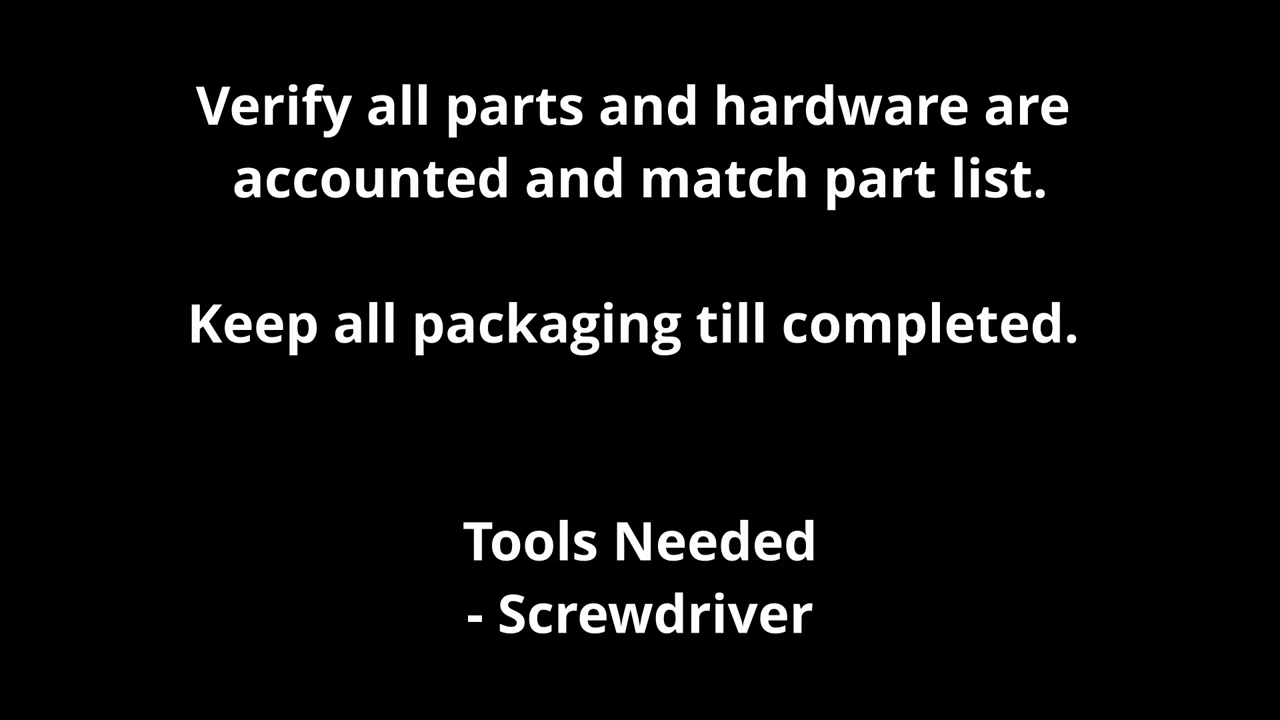 Verify all parts and hardware are
accounted and match part list.
Keep all packaging till completed.
Tools Needed
- Screwdriver